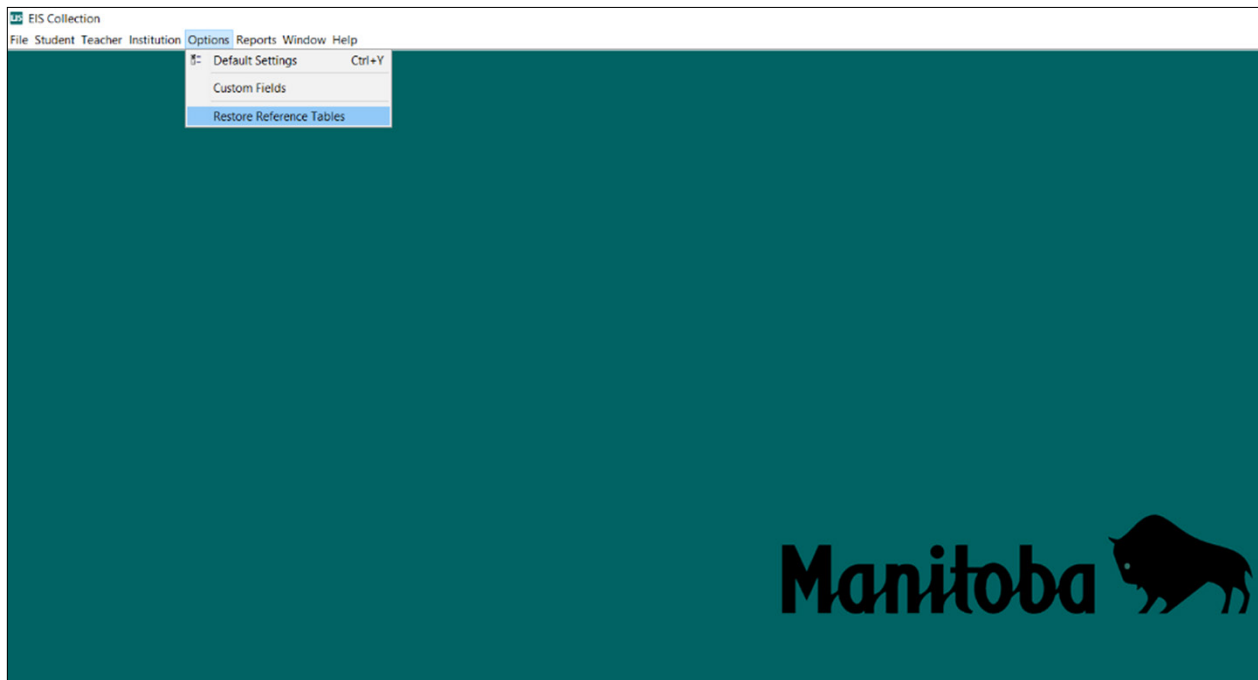 EIS Collection
File Student Teacher Institution Options Reports Window Help
Default Settings Ctrl+Y
Custom Fields
Restore Reference Tables
Manitoba